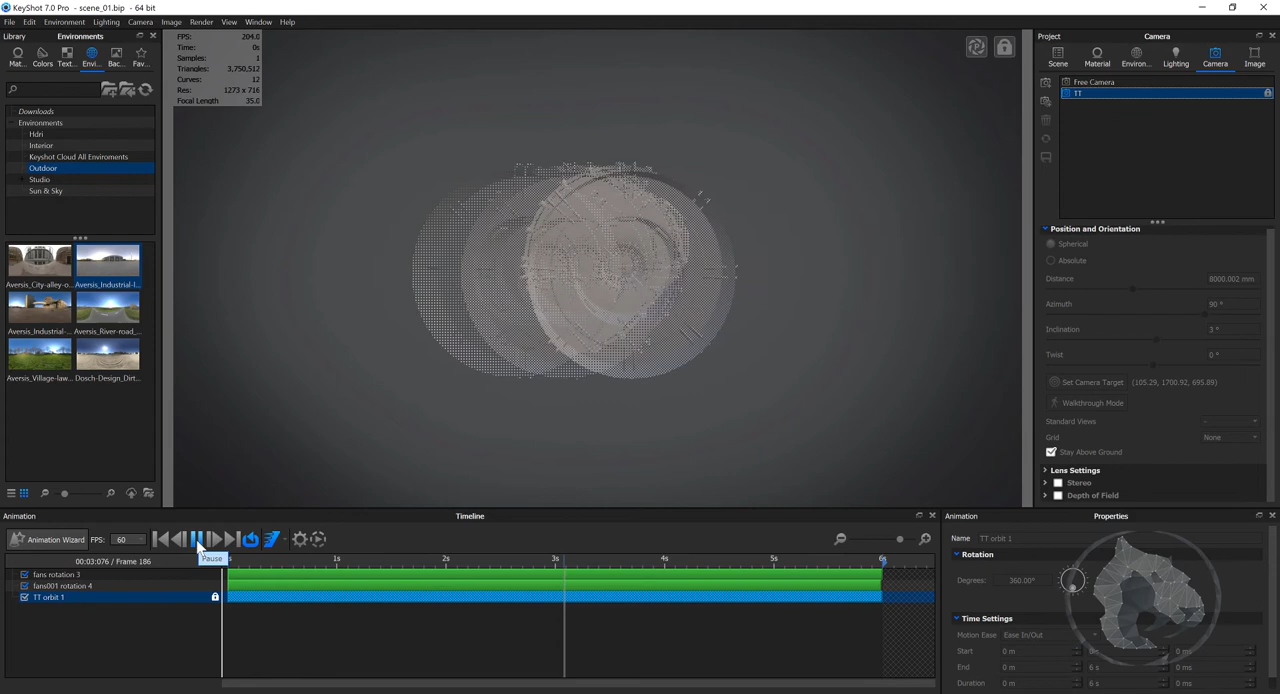 KeyShot 7.0 Pro - scene_01.bip - 64 bit
File Edit Environment Lighting Camera Image Render View Window Help
Library Environments
Mat... Colors Text... Envi... Bac... Fav...
Downloads
Environments
Hdri
Interior
Keyshot Cloud All Enviroments
Outdoor
Studio
Sun & Sky
Aversis_City-alley-o... Aversis_Industrial-l...
Aversis_Industrial-... Aversis_River-road_...
Aversis_Village-law... Dosch-Design_Dirt...
FPS: 204.0
Time: 0s
Samples: 1
Triangles: 3,750,512
Curves: 12
Res: 1273 x 716
Focal Length 35.0
Project Camera
Scene Material Environ... Lighting Camera Image
Free Camera
TT
Position and Orientation
Spherical
Absolute
Distance 8000.002 mm
Azimuth 90 °
Inclination 3 °
Twist 0 °
Set Camera Target (105.29, 1700.92, 695.89)
Walkthrough Mode
Standard Views -
Grid None
Stay Above Ground
Lens Settings
Stereo
Depth of Field
Animation Timeline
Animation Wizard FPS: 60
Pause
00:03:076 / Frame 186
1s 2s 3s 4s 5s 6s
fans rotation 3
fans001 rotation 4
TT orbit 1
Animation Properties
Name TT orbit 1
Rotation
Degrees: 360.00°
Time Settings
Motion Ease Ease In/Out
Start 0 m 0 s 0 ms
End 0 m 6 s 0 ms
Duration 0 m 6 s 0 ms